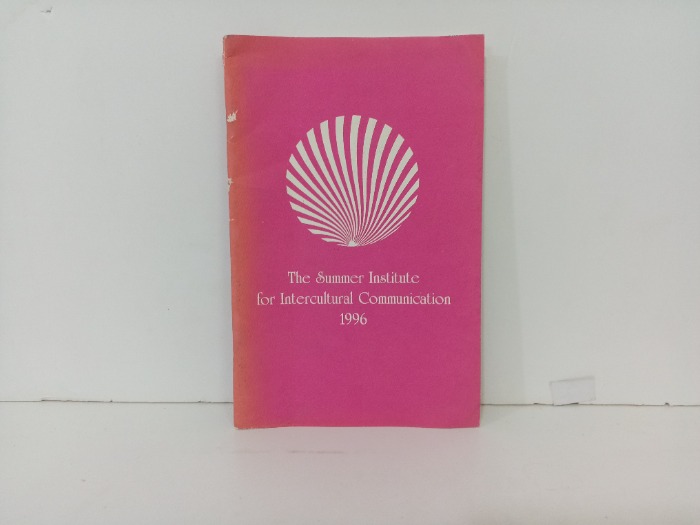 The Summer Institute
for Intercultural Communication
1996